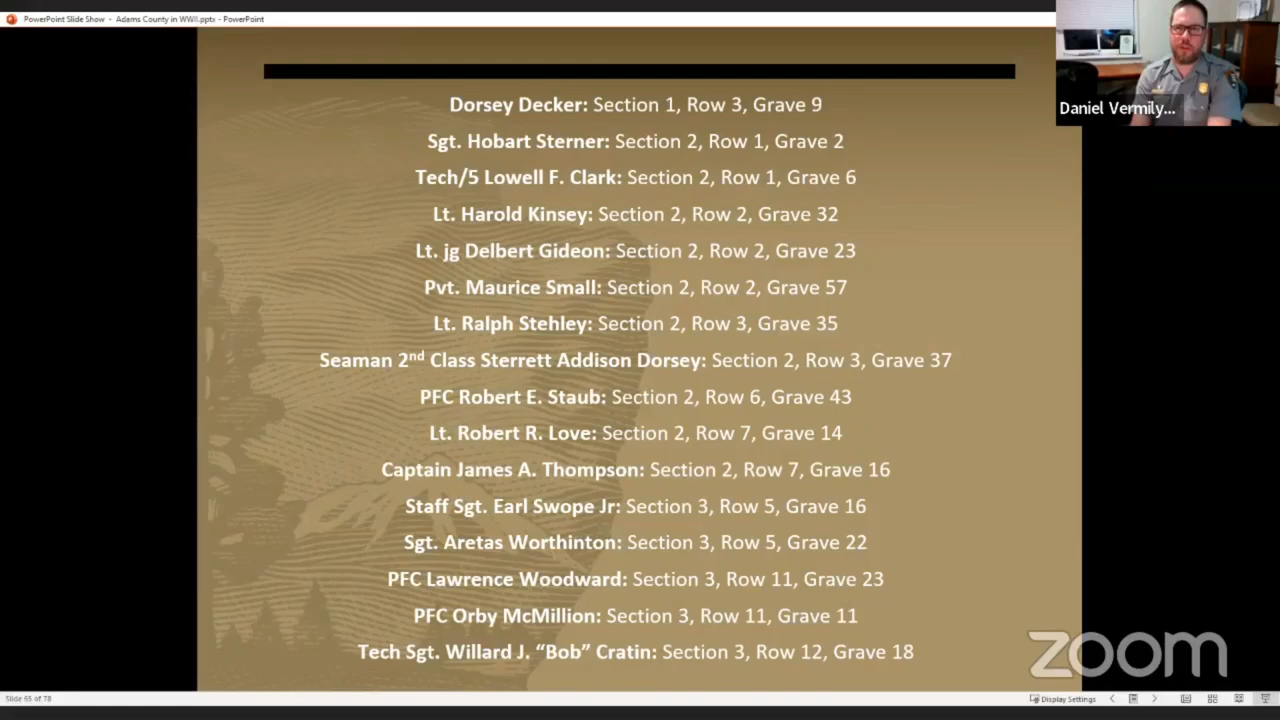 PowerPoint Slide Show - Adams County in WWII.pptx - PowerPoint
Daniel Vermily...
Dorsey Decker: Section 1, Row 3, Grave 9
Sgt. Hobart Sterner: Section 2, Row 1, Grave 2
Tech/5 Lowell F. Clark: Section 2, Row 1, Grave 6
Lt. Harold Kinsey: Section 2, Row 2, Grave 32
Lt. jg Delbert Gideon: Section 2, Row 2, Grave 23
Pvt. Maurice Small: Section 2, Row 2, Grave 57
Lt. Ralph Stehley: Section 2, Row 3, Grave 35
Seaman 2nd Class Sterrett Addison Dorsey: Section 2, Row 3, Grave 37
PFC Robert E. Staub: Section 2, Row 6, Grave 43
Lt. Robert R. Love: Section 2, Row 7, Grave 14
Captain James A. Thompson: Section 2, Row 7, Grave 16
Staff Sgt. Earl Swope Jr: Section 3, Row 5, Grave 16
Sgt. Aretas Worthinton: Section 3, Row 5, Grave 22
PFC Lawrence Woodward: Section 3, Row 11, Grave 23
PFC Orby McMillion: Section 3, Row 11, Grave 11
Tech Sgt. Willard J. “Bob” Cratin: Section 3, Row 12, Grave 18
zoom
Slide 65 of 78
Display Settings